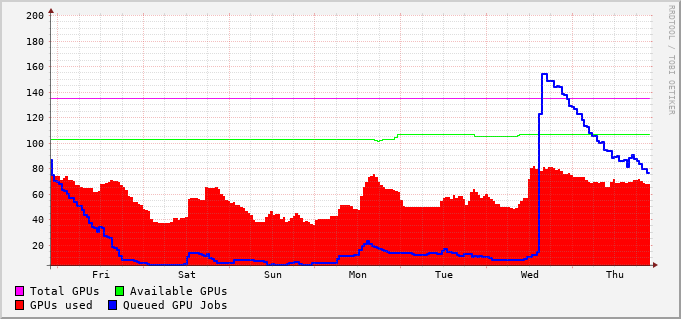 200
180
160
140
120
100
80
60
40
20
Fri Sat Sun Mon Tue Wed Thu
Total GPUs Available GPUs
GPUs used Queued GPU Jobs
RRDTOOL / TOBI OETIKER